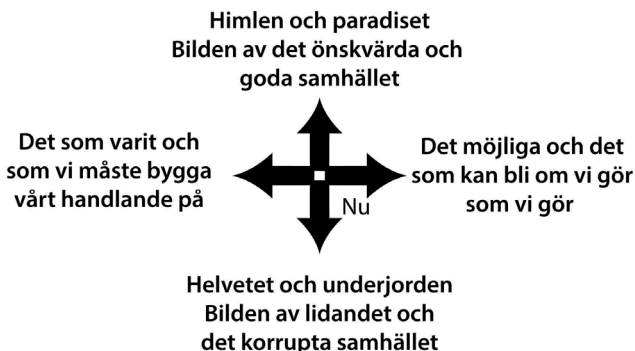 Himlen och paradiset
Bilden av det önskvärda och
goda samhället
Det som varit och
som vi måste bygga
vårt handlande på
Det möjliga och det
som kan bli om vi gör
som vi gör
Nu
Helvetet och underjorden
Bilden av lidandet och
det korrupta samhället